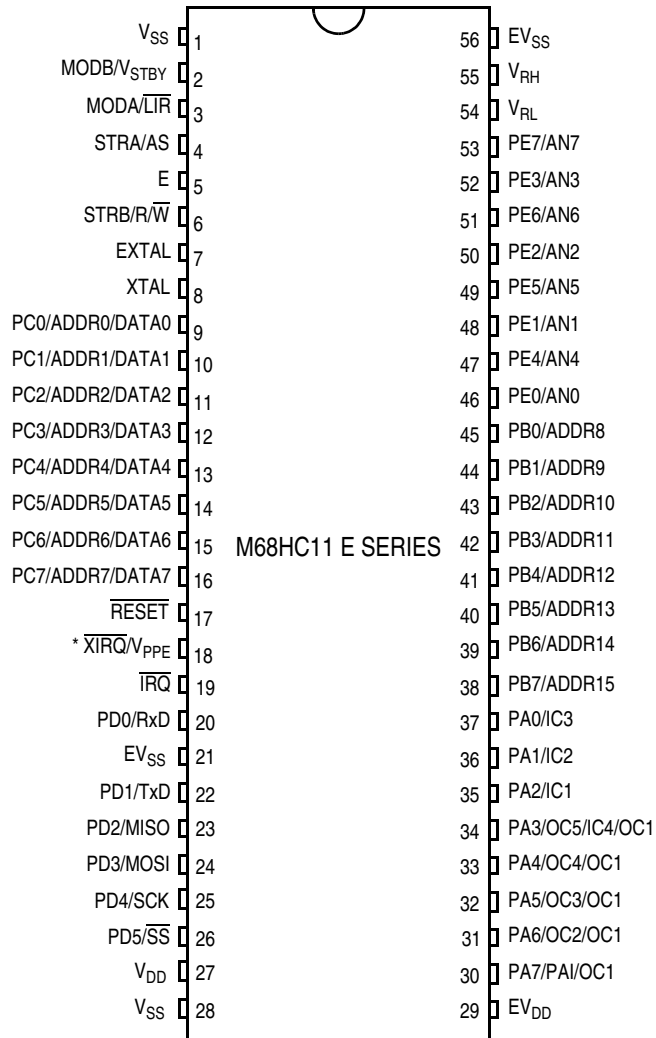 VSS 1
MODB/VSTBY 2
MODA/LIR 3
STRA/AS 4
E 5
STRB/R/W 6
EXTAL 7
XTAL 8
PC0/ADDR0/DATA0 9
PC1/ADDR1/DATA1 10
PC2/ADDR2/DATA2 11
PC3/ADDR3/DATA3 12
PC4/ADDR4/DATA4 13
PC5/ADDR5/DATA5 14
PC6/ADDR6/DATA6 15
PC7/ADDR7/DATA7 16
RESET 17
* XIRQ/VPPE 18
IRQ 19
PD0/RxD 20
EVSS 21
PD1/TxD 22
PD2/MISO 23
PD3/MOSI 24
PD4/SCK 25
PD5/SS 26
VDD 27
VSS 28
M68HC11 E SERIES
56 EVSS
55 VRH
54 VRL
53 PE7/AN7
52 PE3/AN3
51 PE6/AN6
50 PE2/AN2
49 PE5/AN5
48 PE1/AN1
47 PE4/AN4
46 PE0/AN0
45 PB0/ADDR8
44 PB1/ADDR9
43 PB2/ADDR10
42 PB3/ADDR11
41 PB4/ADDR12
40 PB5/ADDR13
39 PB6/ADDR14
38 PB7/ADDR15
37 PA0/IC3
36 PA1/IC2
35 PA2/IC1
34 PA3/OC5/IC4/OC1
33 PA4/OC4/OC1
32 PA5/OC3/OC1
31 PA6/OC2/OC1
30 PA7/PAI/OC1
29 EVDD